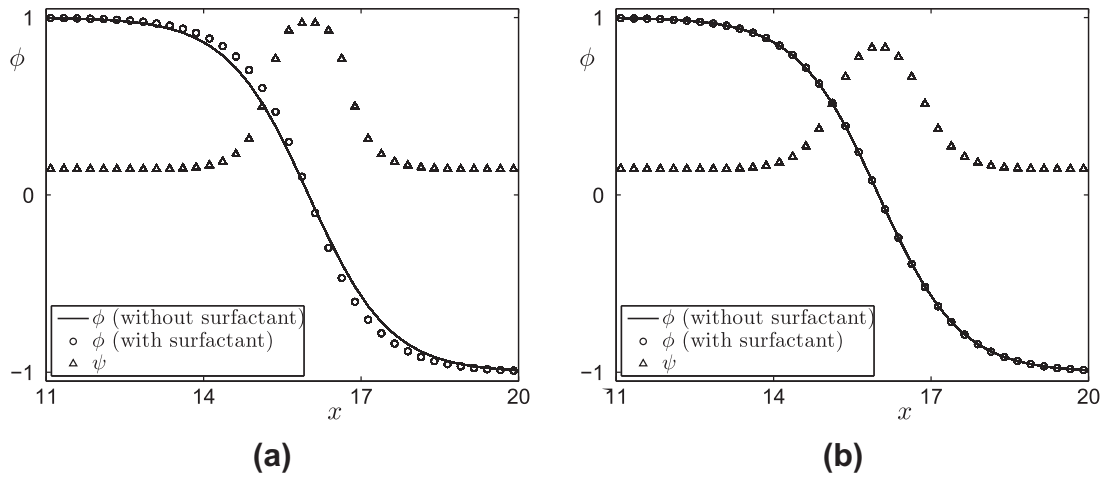 1
ϕ
0
−1
ϕ (without surfactant)
ϕ (with surfactant)
ψ
11 14 17 20
x
(a)
1
ϕ
0
−1
ϕ (without surfactant)
ϕ (with surfactant)
ψ
11 14 17 20
x
(b)